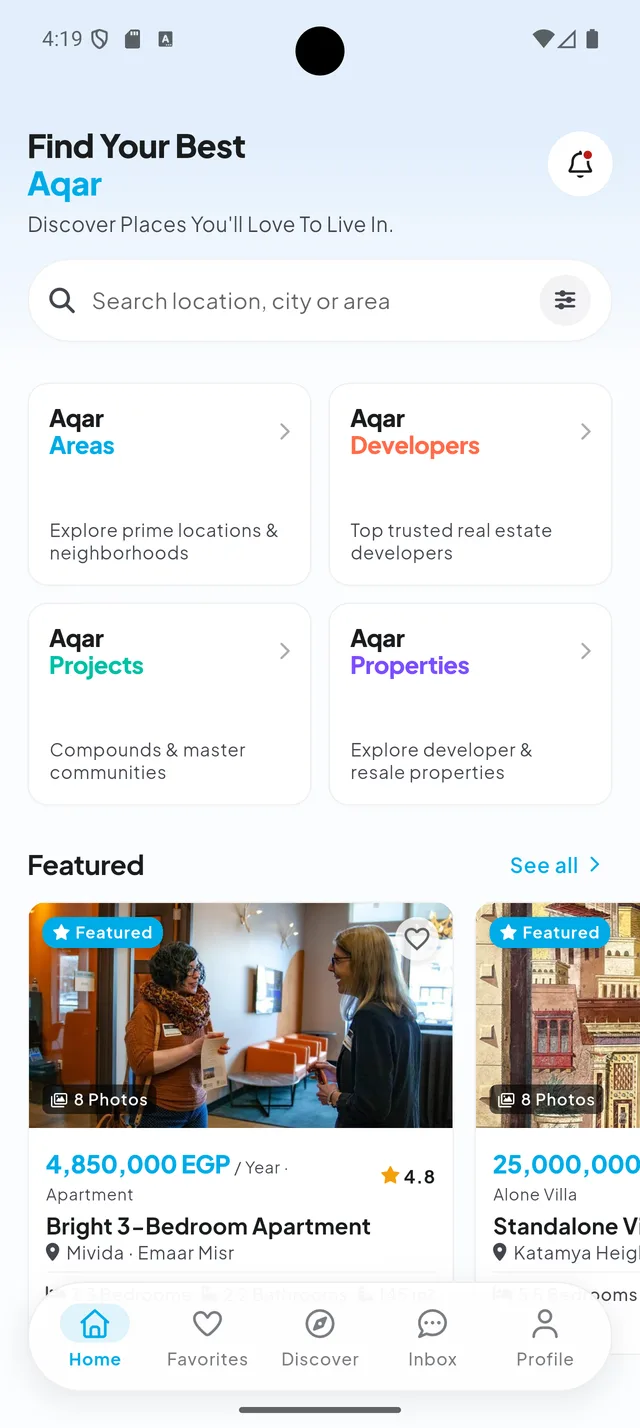 4:19
Find Your Best
Aqar
Discover Places You'll Love To Live In.
Search location, city or area
Aqar
Areas
Explore prime locations &
neighborhoods
Aqar
Developers
Top trusted real estate
developers
Aqar
Projects
Compounds & master
communities
Aqar
Properties
Explore developer &
resale properties
Featured
See all
Featured
8 Photos
4,850,000 EGP / Year ·
Apartment
4.8
Bright 3-Bedroom Apartment
Mivida · Emaar Misr
Featured
8 Photos
25,000,000
Alone Villa
Standalone Vi
Katamya Heigh
Home
Favorites
Discover
Inbox
Profile